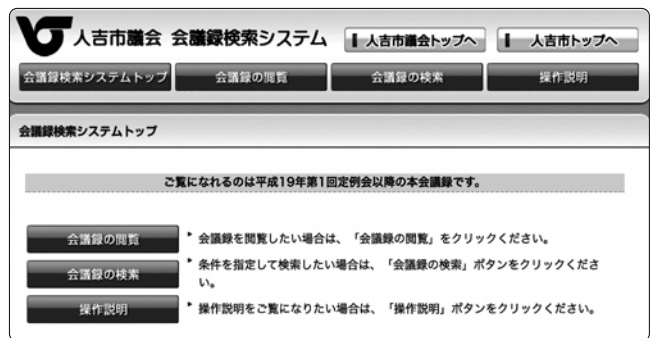 人吉市議会 会議録検索システム 人吉市議会トップへ 人吉市トップへ
会議録検索システムトップ 会議録の閲覧 会議録の検索 操作説明
会議録検索システムトップ
ご覧になれるのは平成19年第1回定例会以降の本会議録です。
会議録の閲覧 会議録を閲覧したい場合は、「会議録の閲覧」をクリックください。
会議録の検索 条件を指定して検索したい場合は、「会議録の検索」ボタンをクリックくださ
い。
操作説明 操作説明をご覧になりたい場合は、「操作説明」ボタンをクリックください。